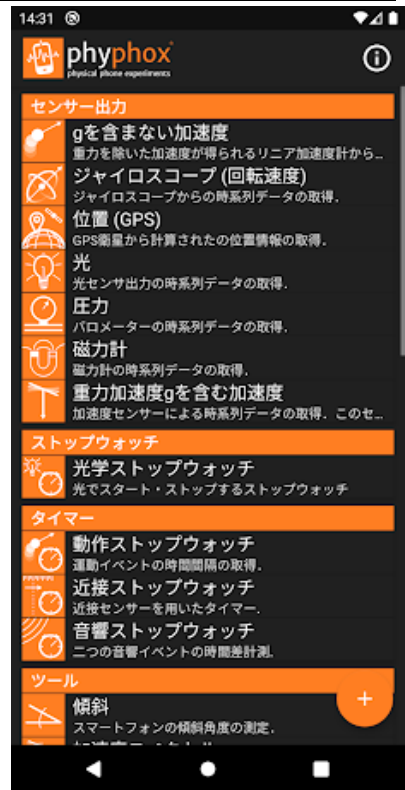 14:31
phyphox
physical phone experiments
センサー出力
gを含まない加速度
重力を除いた加速度が得られるリニア加速度計から…
ジャイロスコープ (回転速度)
ジャイロスコープからの時系列データの取得.
位置 (GPS)
GPS衛星から計算されたの位置情報の取得.
光
光センサ出力の時系列データの取得.
圧力
バロメーターの時系列データの取得.
磁力計
磁力計の時系列データの取得.
重力加速度gを含む加速度
加速度センサーによる時系列データの取得. このセ…
ストップウォッチ
光学ストップウォッチ
光でスタート・ストップするストップウォッチ
タイマー
動作ストップウォッチ
運動イベントの時間間隔の取得.
近接ストップウォッチ
近接センサーを用いたタイマー.
音響ストップウォッチ
二つの音響イベントの時間差計測.
ツール
傾斜
スマートフォンの傾斜角度の測定.